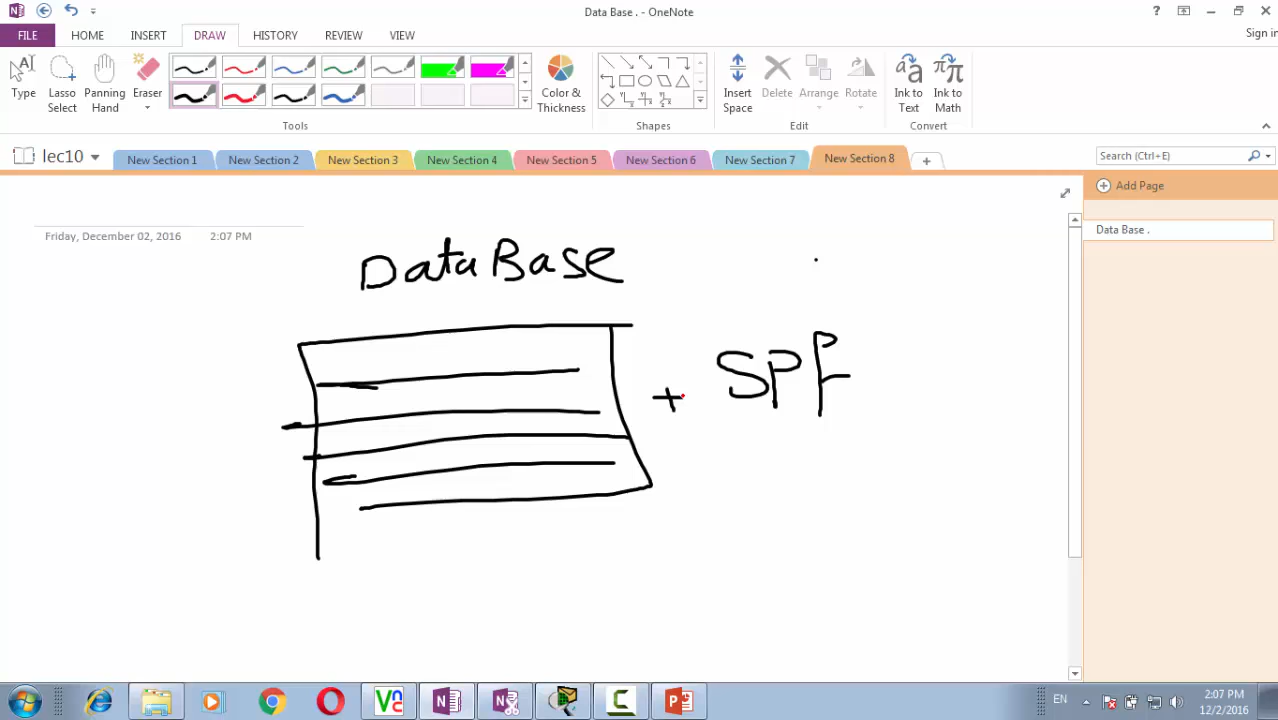 Data Base . - OneNote
?
Sign in
FILE HOME INSERT DRAW HISTORY REVIEW VIEW
Type
Lasso Select
Panning Hand
Eraser
Color & Thickness
Insert Space
Delete
Arrange
Rotate
Ink to Text
Ink to Math
Tools
Shapes
Edit
Convert
lec10
New Section 1
New Section 2
New Section 3
New Section 4
New Section 5
New Section 6
New Section 7
New Section 8
Search (Ctrl+E)
Add Page
Data Base .
Friday, December 02, 2016 2:07 PM
DataBase
+ SPF
EN
2:07 PM
12/2/2016